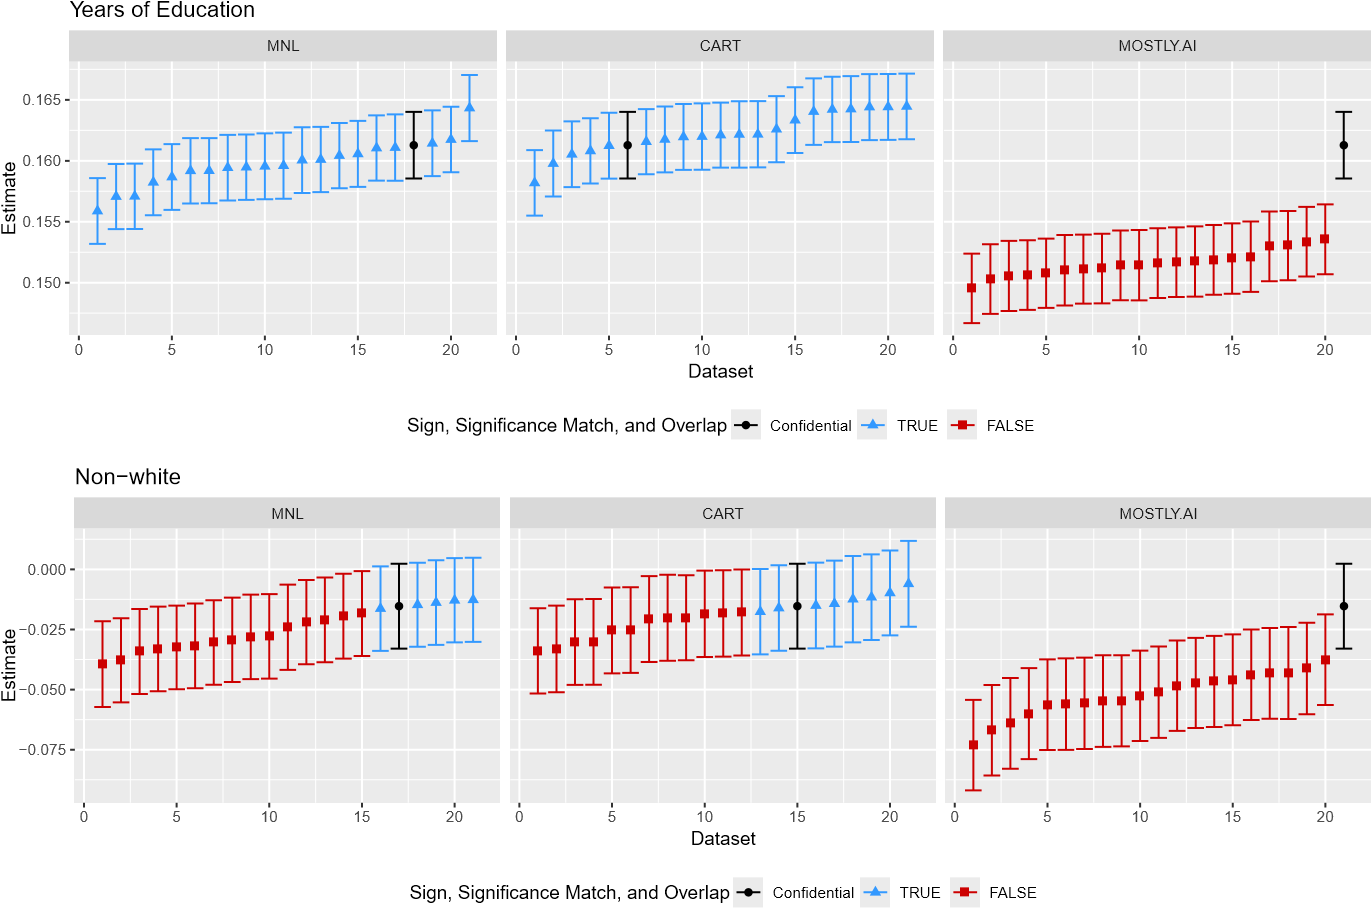 Years of Education
MNL CART MOSTLY.AI
Estimate
0.165
0.160
0.155
0.150
0 5 10 15 20 0 5 10 15 20 0 5 10 15 20
Dataset
Sign, Significance Match, and Overlap Confidential TRUE FALSE
Non−white
MNL CART MOSTLY.AI
Estimate
0.000
−0.025
−0.050
−0.075
0 5 10 15 20 0 5 10 15 20 0 5 10 15 20
Dataset
Sign, Significance Match, and Overlap Confidential TRUE FALSE